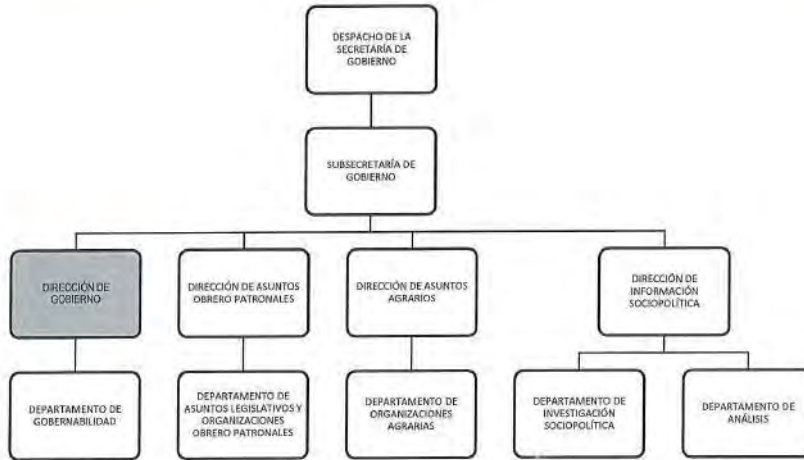 DESPACHO DE LA
SECRETARÍA DE
GOBIERNO
SUBSECRETARÍA DE
GOBIERNO
DIRECCIÓN DE
GOBIERNO
DIRECCIÓN DE ASUNTOS
OBRERO PATRONALES
DIRECCIÓN DE ASUNTOS
AGRARIOS
DIRECCIÓN DE
INFORMACIÓN
SOCIOPOLÍTICA
DEPARTAMENTO DE
GOBERNABILIDAD
DEPARTAMENTO DE
ASUNTOS LEGISLATIVOS Y
ORGANIZACIONES
OBRERO PATRONALES
DEPARTAMENTO DE
ORGANIZACIONES
AGRARIAS
DEPARTAMENTO DE
INVESTIGACIÓN
SOCIOPOLÍTICA
DEPARTAMENTO DE
ANÁLISIS